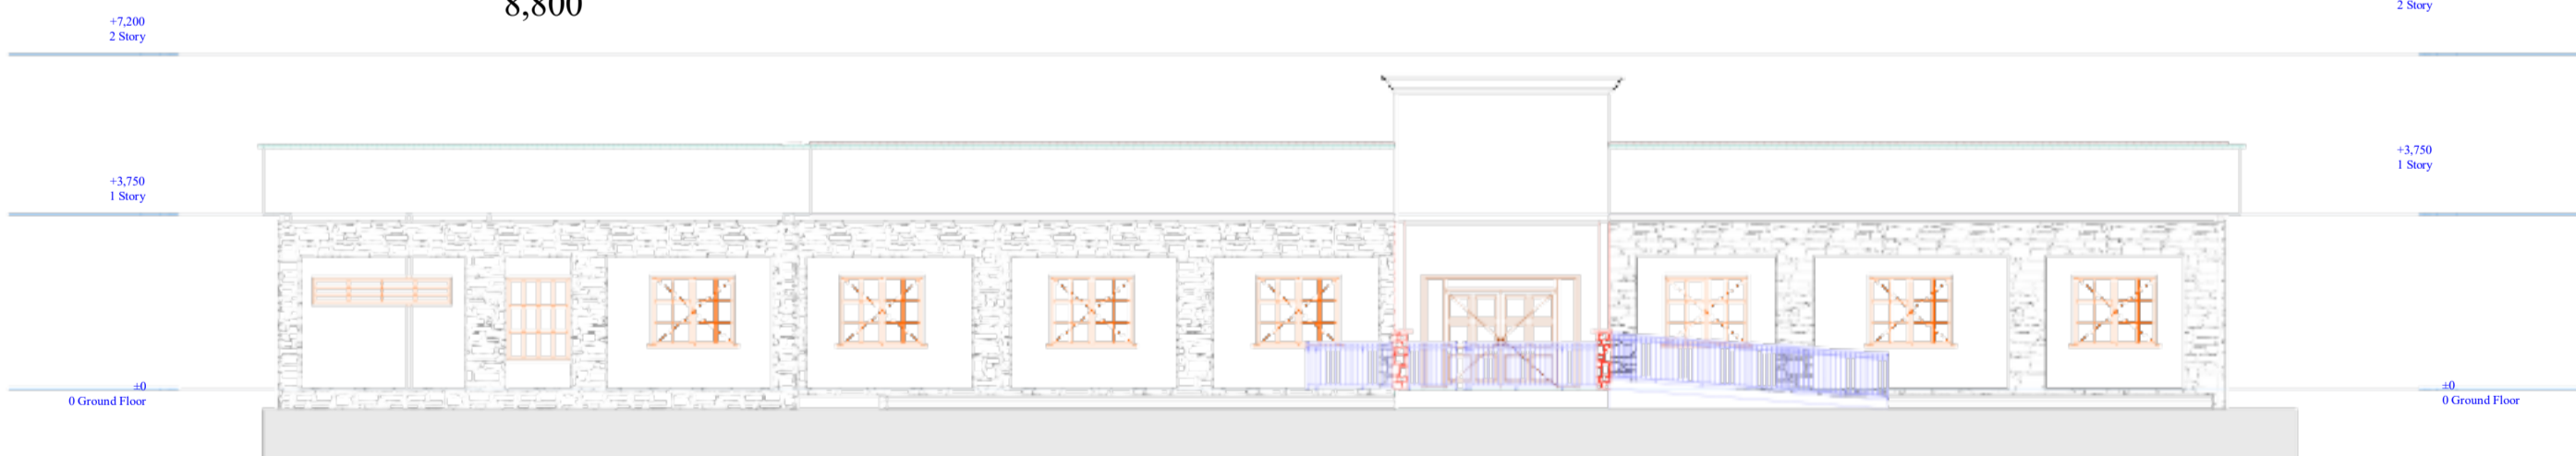 8,800
+7,200
2 Story
2 Story
+3,750
1 Story
+3,750
1 Story
±0
0 Ground Floor
±0
0 Ground Floor